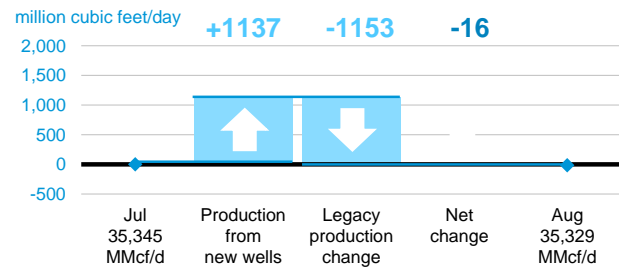 million cubic feet/day
+1137 -1153 -16
2,000
1,500
1,000
500
0
-500
Jul
35,345
MMcf/d
Production
from
new wells
Legacy
production
change
Net
change
Aug
35,329
MMcf/d